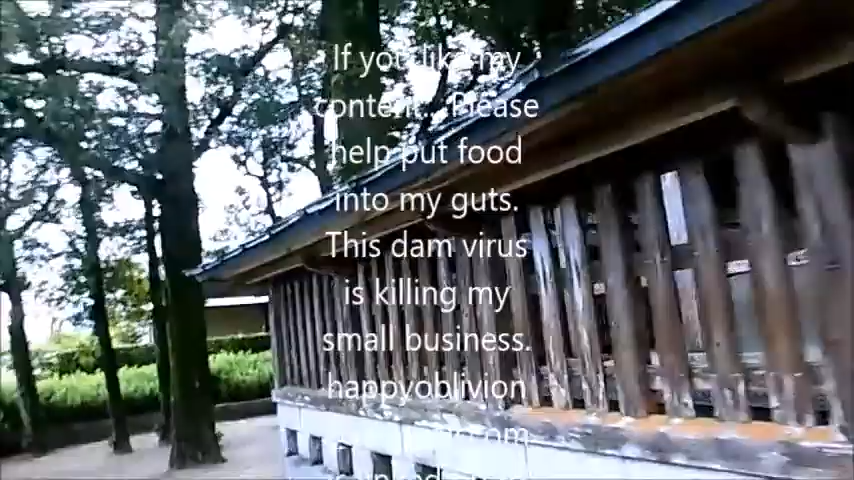 If you like my
content... Please
help put food
into my guts.
This dam virus
is killing my
small business.
happyoblivion